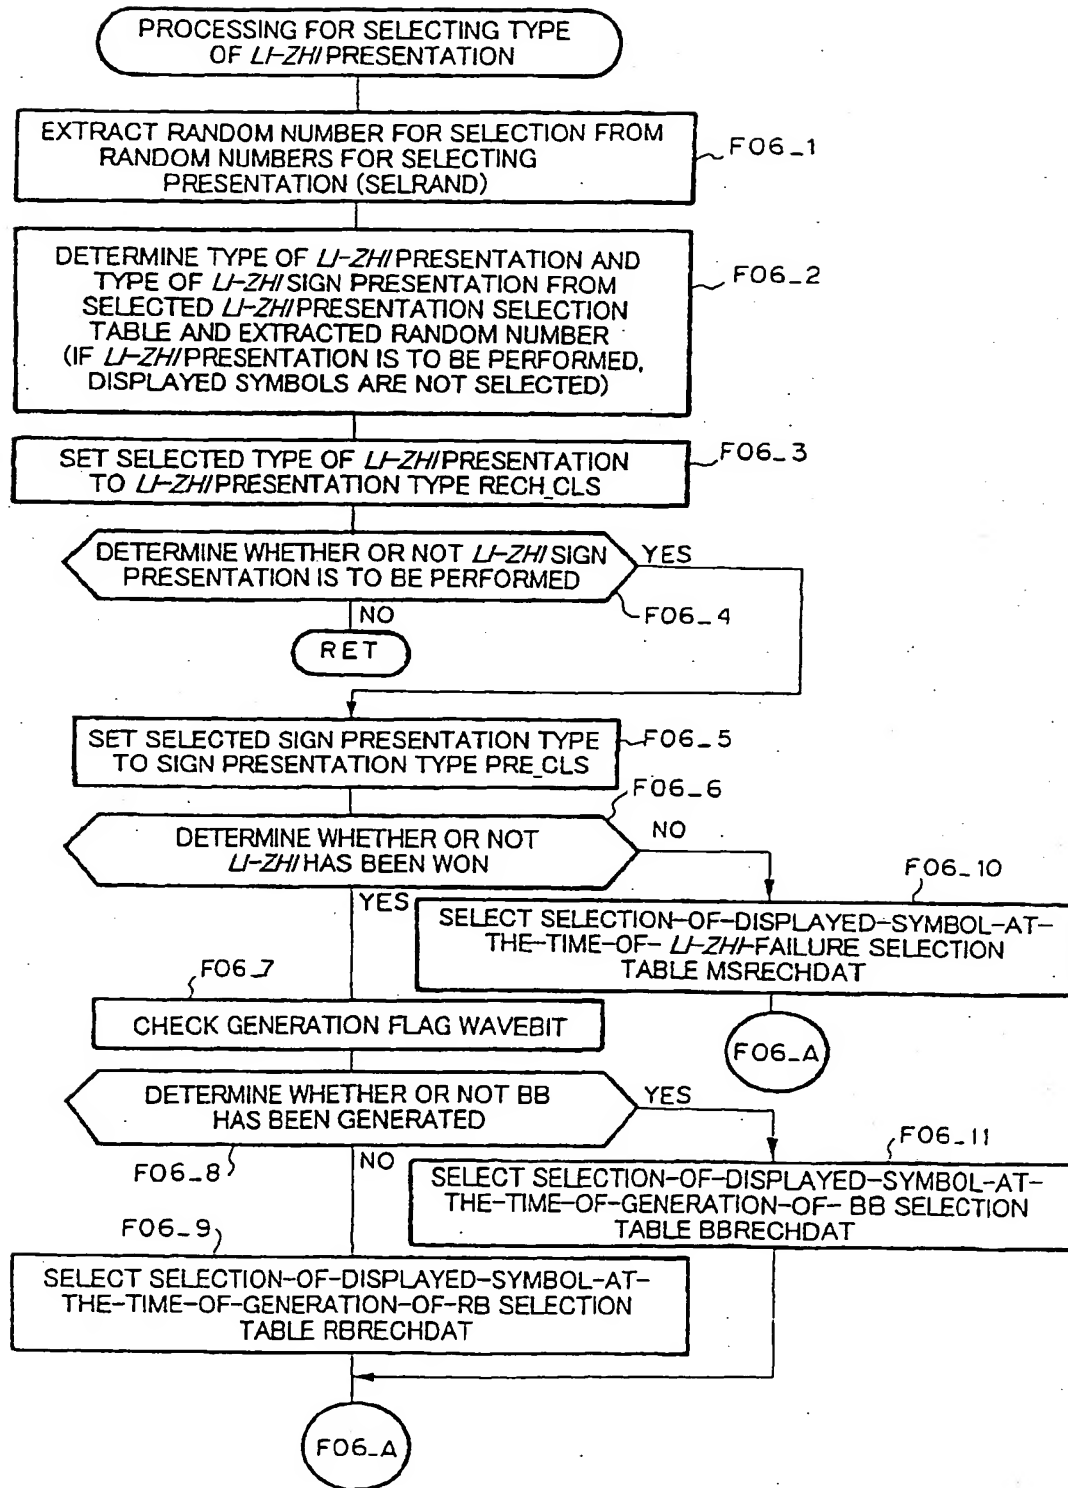 PROCESSING FOR SELECTING TYPE
OF LI-ZHI PRESENTATION
EXTRACT RANDOM NUMBER FOR SELECTION FROM
RANDOM NUMBERS FOR SELECTING
PRESENTATION (SELRAND)
F06_1
DETERMINE TYPE OF LI-ZHI PRESENTATION AND
TYPE OF LI-ZHI SIGN PRESENTATION FROM
SELECTED LI-ZHI PRESENTATION SELECTION
TABLE AND EXTRACTED RANDOM NUMBER
(IF LI-ZHI PRESENTATION IS TO BE PERFORMED,
DISPLAYED SYMBOLS ARE NOT SELECTED)
F06_2
SET SELECTED TYPE OF LI-ZHI PRESENTATION
TO LI-ZHI PRESENTATION TYPE RECH_CLS
F06_3
DETERMINE WHETHER OR NOT LI-ZHI SIGN
PRESENTATION IS TO BE PERFORMED
YES
F06_4
NO
RET
SET SELECTED SIGN PRESENTATION TYPE
TO SIGN PRESENTATION TYPE PRE_CLS
F06_5
F06_6
DETERMINE WHETHER OR NOT
LI-ZHI HAS BEEN WON
NO
YES
F06_10
SELECT SELECTION-OF-DISPLAYED-SYMBOL-AT-
THE-TIME-OF- LI-ZHI-FAILURE SELECTION
TABLE MSRECHDAT
F06_A
F06_7
CHECK GENERATION FLAG WAVEBIT
DETERMINE WHETHER OR NOT BB
HAS BEEN GENERATED
YES
F06_8
NO
F06_11
SELECT SELECTION-OF-DISPLAYED-SYMBOL-AT-
THE-TIME-OF-GENERATION-OF- BB SELECTION
TABLE BBRECHDAT
F06_9
SELECT SELECTION-OF-DISPLAYED-SYMBOL-AT-
THE-TIME-OF-GENERATION-OF-RB SELECTION
TABLE RBRECHDAT
F06_A